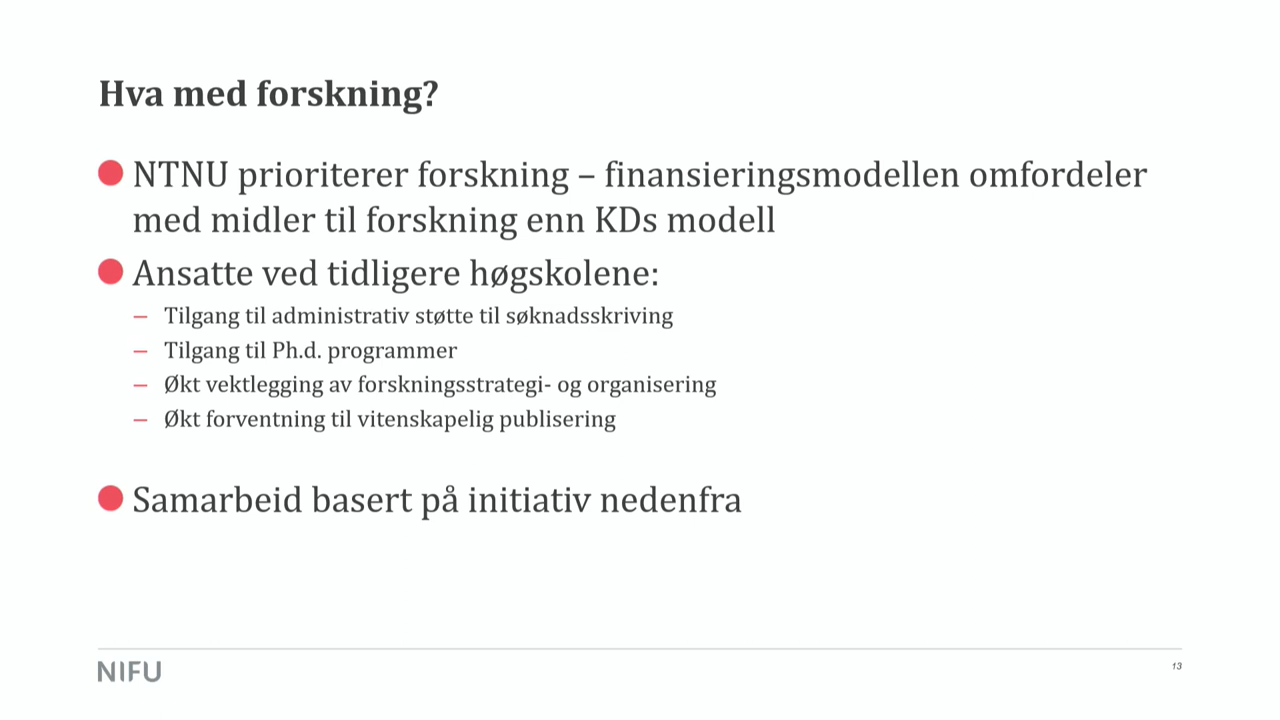 Hva med forskning?
NTNU prioriterer forskning – finansieringsmodellen omfordeler
med midler til forskning enn KDs modell
Ansatte ved tidligere høgskolene:
– Tilgang til administrativ støtte til søknadsskriving
– Tilgang til Ph.d. programmer
– Økt vektlegging av forskningsstrategi- og organisering
– Økt forventning til vitenskapelig publisering
Samarbeid basert på initiativ nedenfra
NIFU
13